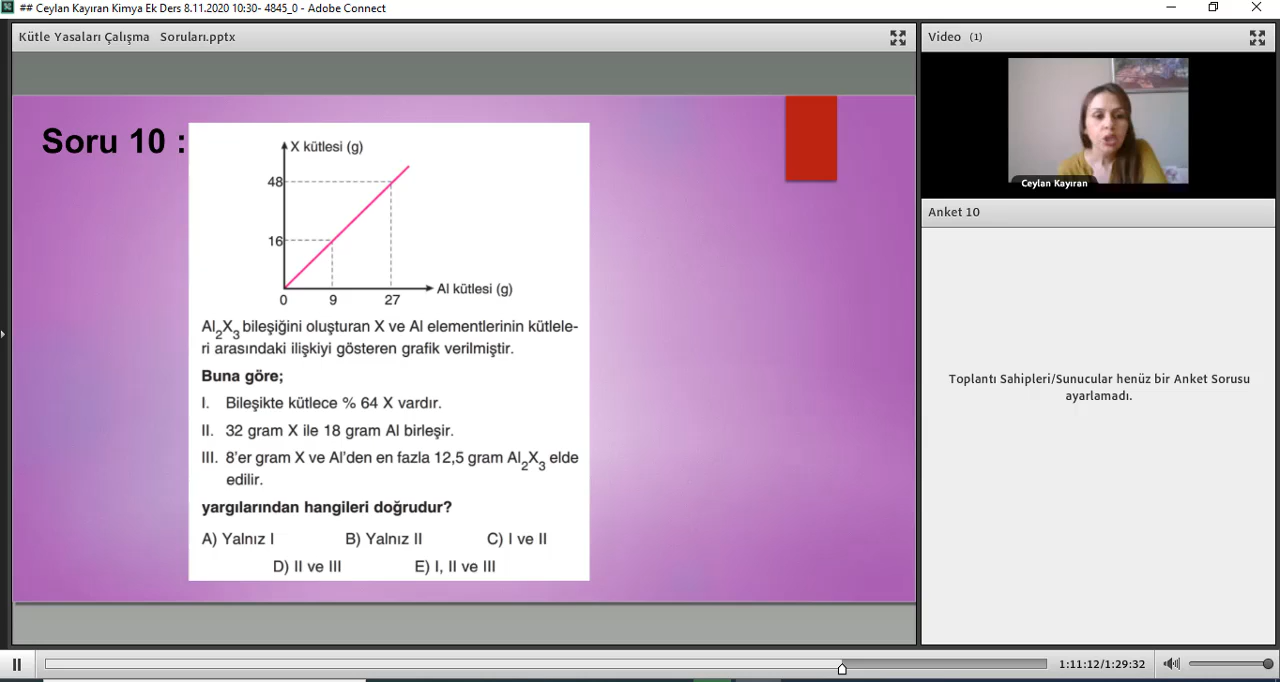 ## Ceylan Kayıran Kimya Ek Ders 8.11.2020 10:30- 4845_0 - Adobe Connect
Kütle Yasaları Çalışma Soruları.pptx
Soru 10 :
X kütlesi (g)
48
16
Al kütlesi (g)
0 9 27
Al2X3 bileşiğini oluşturan X ve Al elementlerinin kütlele-
ri arasındaki ilişkiyi gösteren grafik verilmiştir.
Buna göre;
I. Bileşikte kütlece % 64 X vardır.
II. 32 gram X ile 18 gram Al birleşir.
III. 8'er gram X ve Al'den en fazla 12,5 gram Al2X3 elde
edilir.
yargılarından hangileri doğrudur?
A) Yalnız I B) Yalnız II C) I ve II
D) II ve III E) I, II ve III
Video (1)
Ceylan Kayıran
Anket 10
Toplantı Sahipleri/Sunucular henüz bir Anket Sorusu
ayarlamadı.
1:11:12/1:29:32